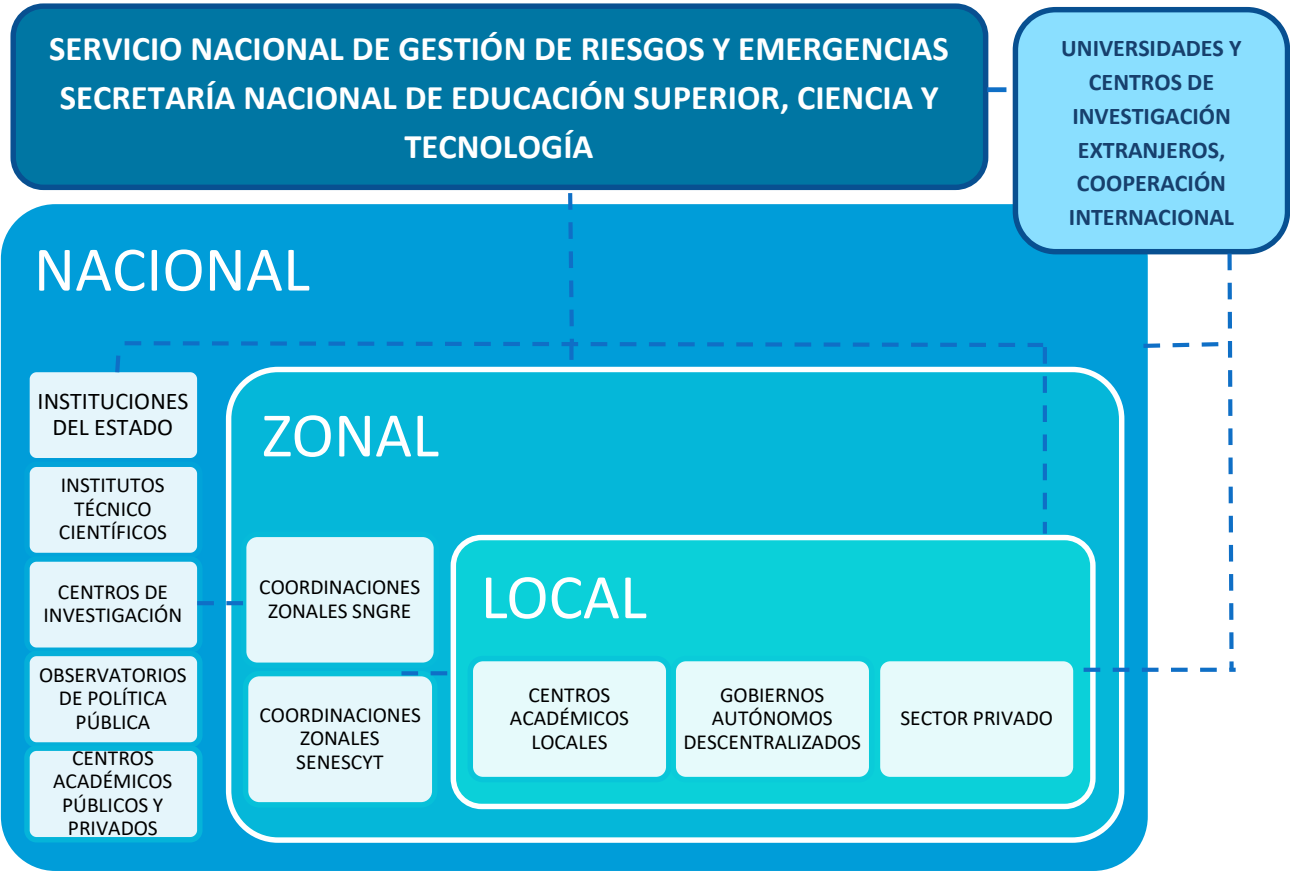 SERVICIO NACIONAL DE GESTIÓN DE RIESGOS Y EMERGENCIAS
SECRETARÍA NACIONAL DE EDUCACIÓN SUPERIOR, CIENCIA Y
TECNOLOGÍA
UNIVERSIDADES Y
CENTROS DE
INVESTIGACIÓN
EXTRANJEROS,
COOPERACIÓN
INTERNACIONAL
NACIONAL
INSTITUCIONES
DEL ESTADO
INSTITUTOS
TÉCNICO
CIENTÍFICOS
CENTROS DE
INVESTIGACIÓN
OBSERVATORIOS
DE POLÍTICA
PÚBLICA
CENTROS
ACADÉMICOS
PÚBLICOS Y
PRIVADOS
ZONAL
COORDINACIONES
ZONALES SNGRE
COORDINACIONES
ZONALES
SENESCYT
LOCAL
CENTROS
ACADÉMICOS
LOCALES
GOBIERNOS
AUTÓNOMOS
DESCENTRALIZADOS
SECTOR PRIVADO